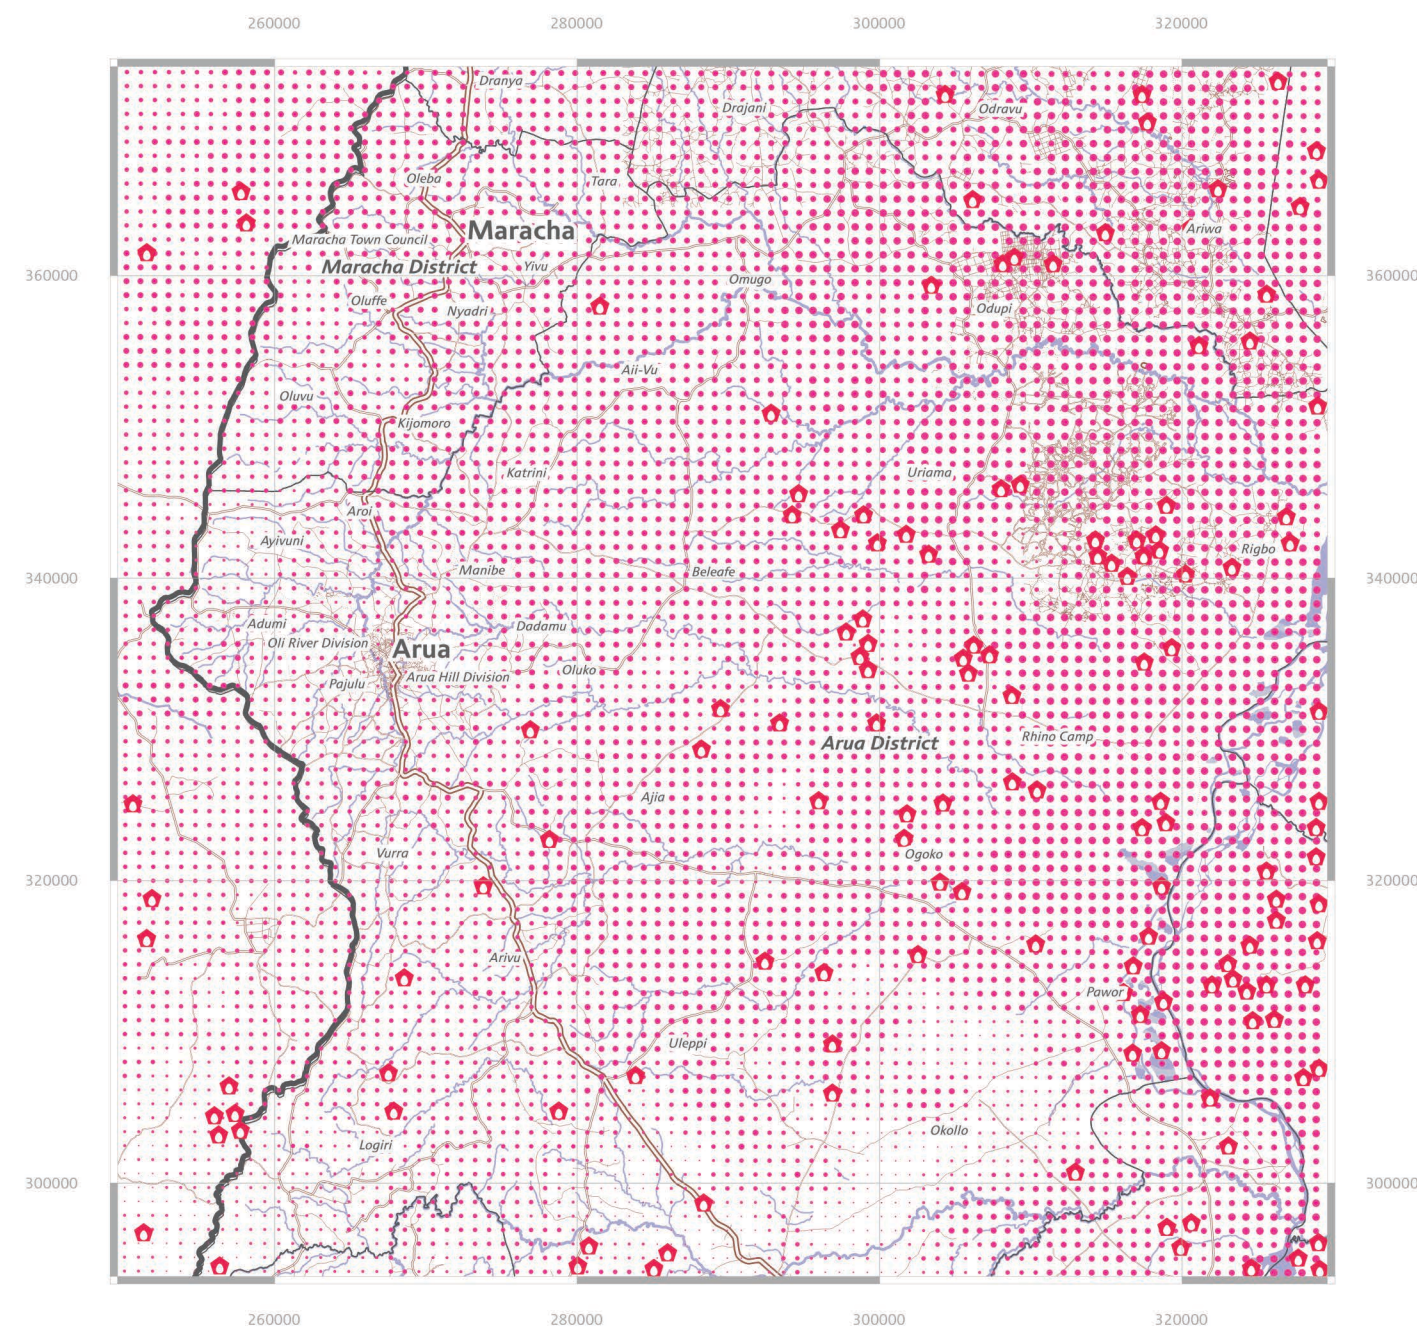 260000 280000 300000 320000
Dranya
Drajani
Odravu
Oleba
Tara
Maracha
Ariwa
Maracha Town Council
Maracha District
Yivu
360000
360000
Omugo
Oluffe
Nyadri
Odupi
Aii-Vu
Oluvu
Kijomoro
Katrini
Uriama
Aroi
Ayivuni
Rigbo
Manibe
Beleafe
340000
340000
Adumi
Dadamu
Oli River Division
Arua
Oluko
Arua Hill Division
Pajulu
Rhino Camp
Arua District
Ajia
Vurra
Ogoko
320000
320000
Arivu
Pawor
Uleppi
Okollo
Logiri
300000
300000
260000 280000 300000 320000